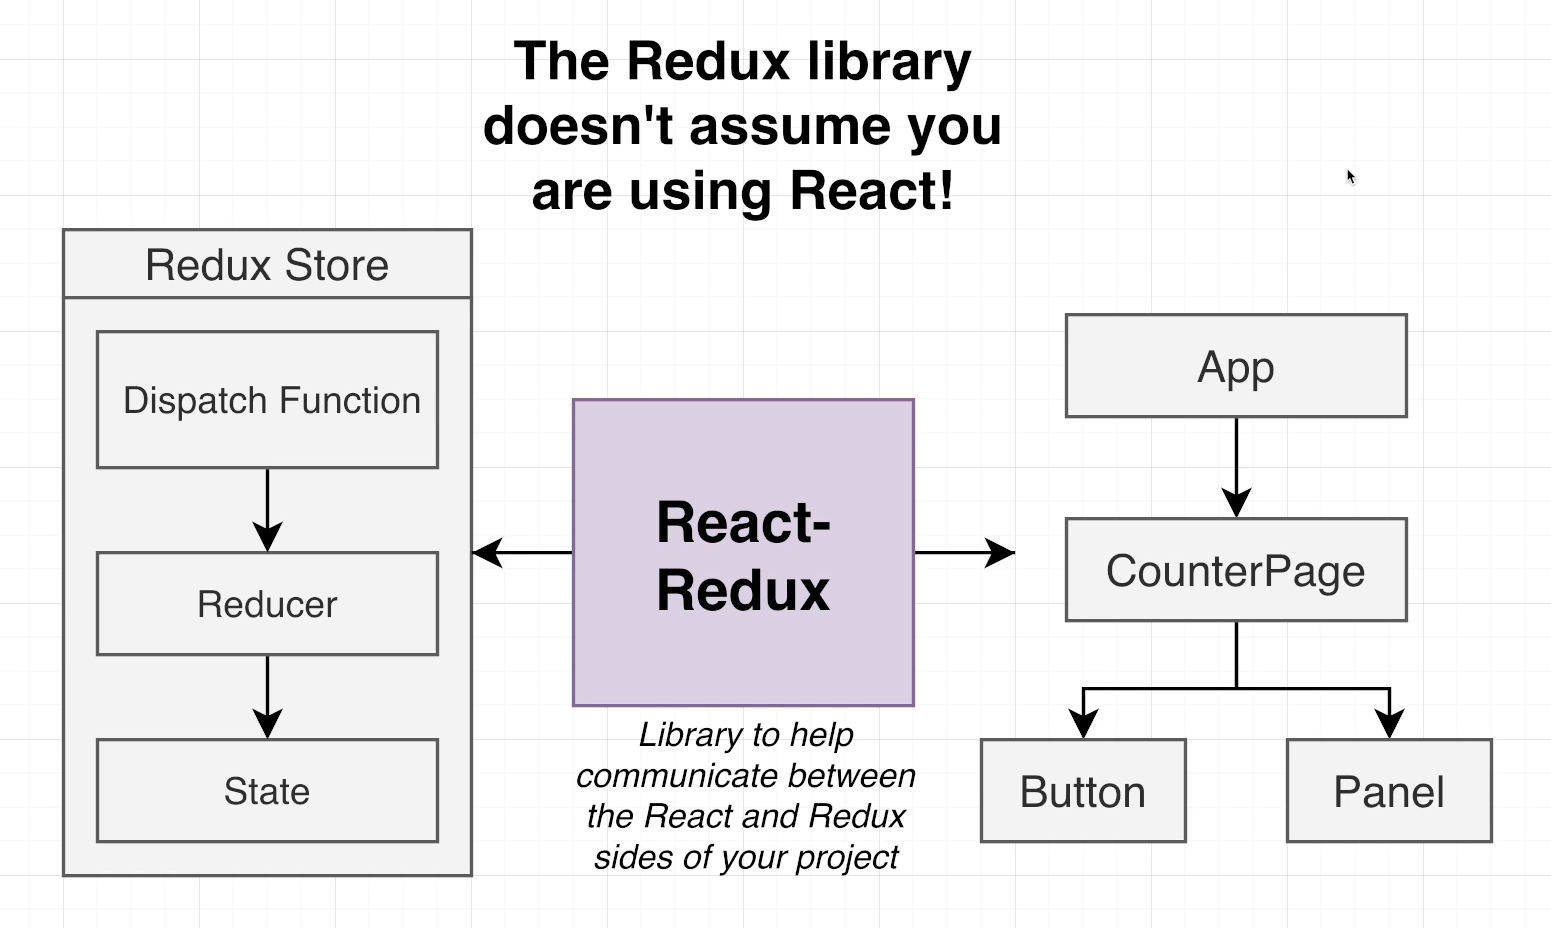 The Redux library
doesn't assume you
are using React!
Redux Store
Dispatch Function
Reducer
State
React-
Redux
Library to help
communicate between
the React and Redux
sides of your project
App
CounterPage
Button
Panel